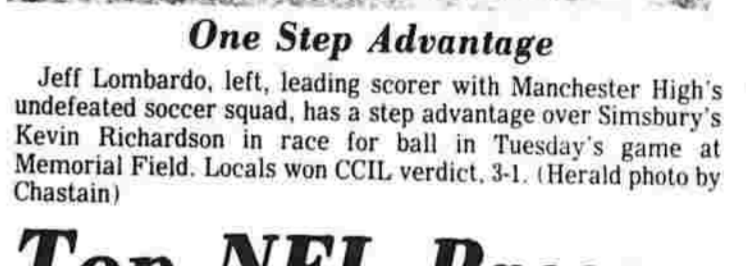 One Step Advantage
Jeff Lombardo, left, leading scorer with Manchester High's
undefeated soccer squad, has a step advantage over Simsbury's
Kevin Richardson in race for ball in Tuesday's game at
Memorial Field. Locals won CCIL verdict, 3-1. (Herald photo by
Chastain)
NFL